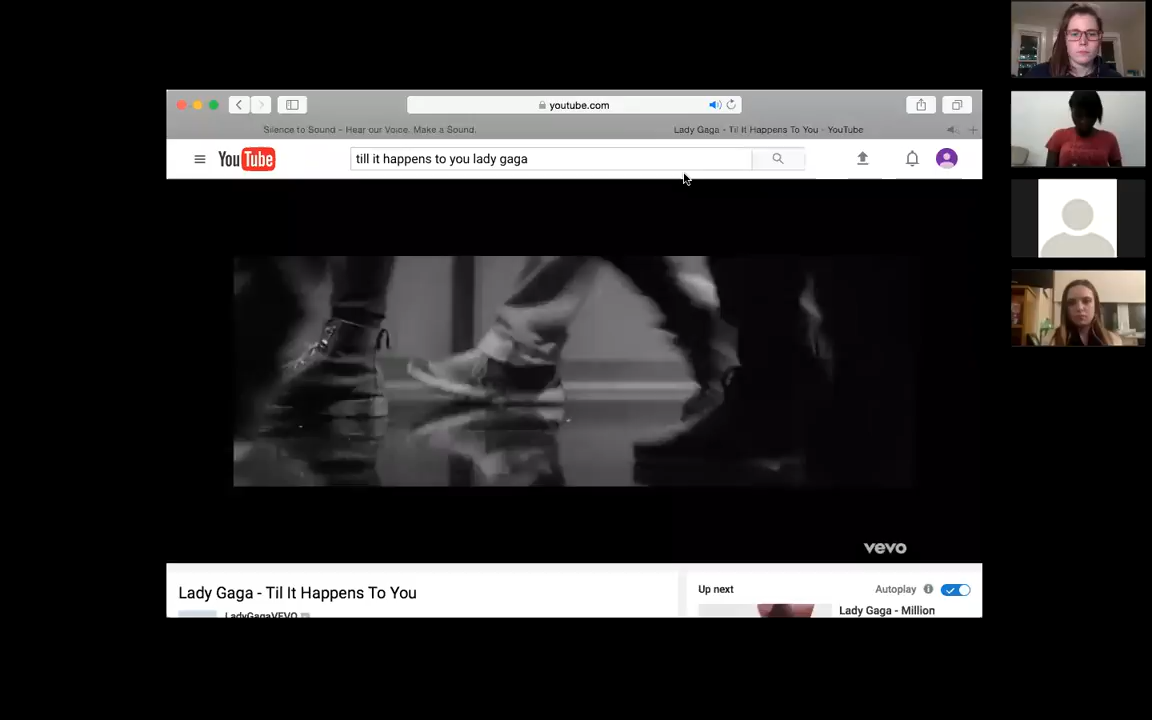 youtube.com
Silence to Sound – Hear our Voice. Make a Sound.
Lady Gaga - Til It Happens To You - YouTube
YouTube
till it happens to you lady gaga
vevo
Lady Gaga - Til It Happens To You
LadyGagaVEVO
Up next
Autoplay
Lady Gaga - Million